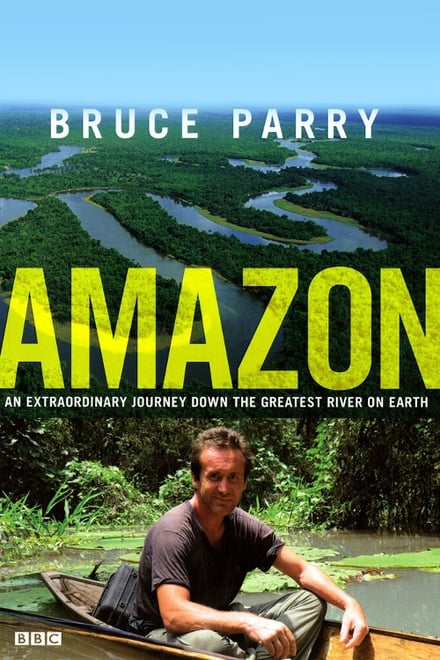 BRUCE PARRY
AMAZON
AN EXTRAORDINARY JOURNEY DOWN THE GREATEST RIVER ON EARTH
BBC